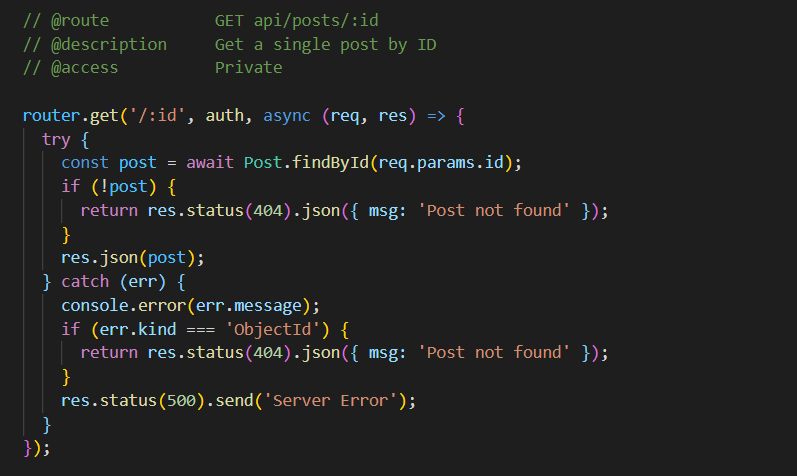 // @route          GET api/posts/:id
// @description    Get a single post by ID
// @access         Private

router.get('/:id', auth, async (req, res) => {
  try {
    const post = await Post.findById(req.params.id);
    if (!post) {
      return res.status(404).json({ msg: 'Post not found' });
    }
    res.json(post);
  } catch (err) {
    console.error(err.message);
    if (err.kind === 'ObjectId') {
      return res.status(404).json({ msg: 'Post not found' });
    }
    res.status(500).send('Server Error');
  }
});